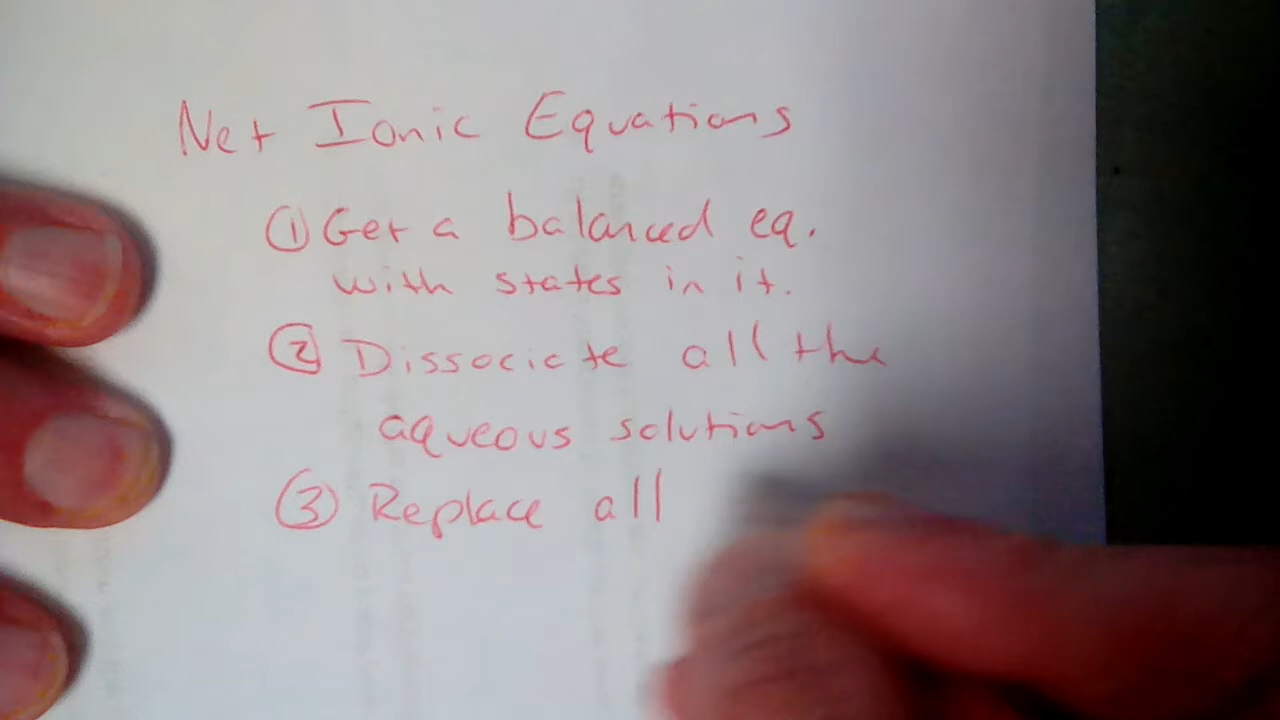 Net Ionic Equations
① Get a balanced eq.
with states in it.
② Dissociate all the
aqueous solutions
③ Replace all